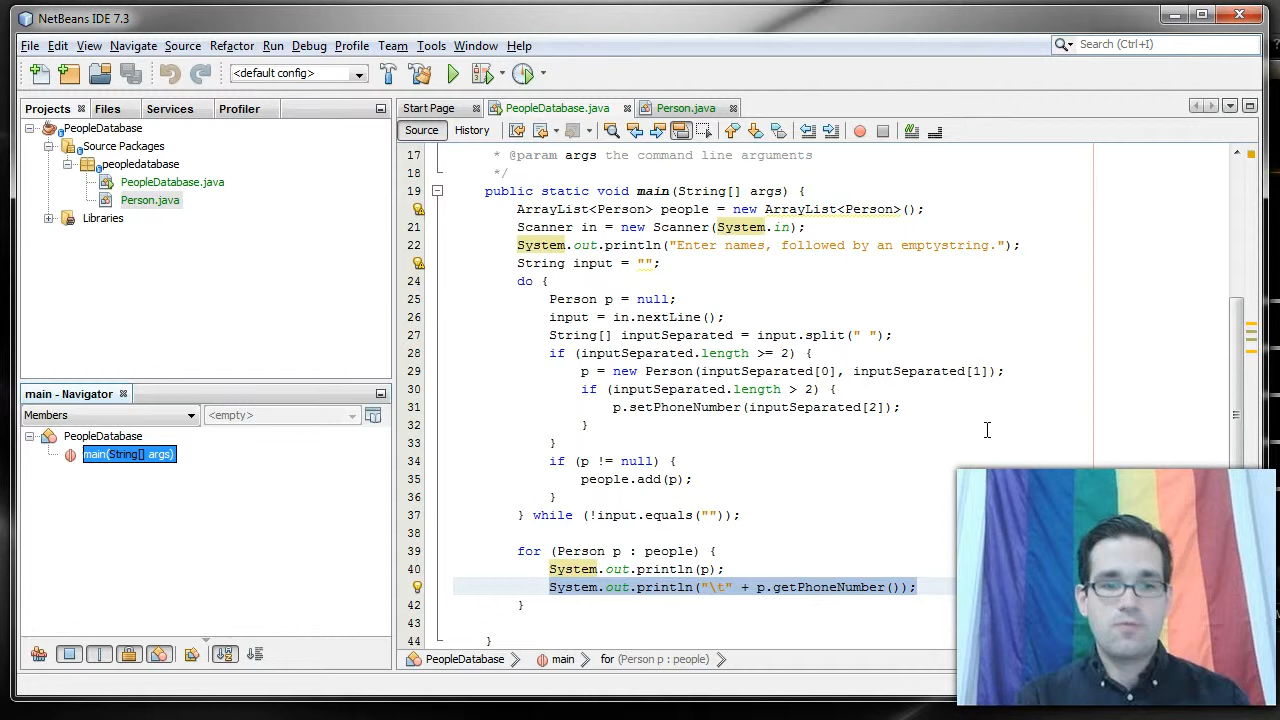 NetBeans IDE 7.3
File Edit View Navigate Source Refactor Run Debug Profile Team Tools Window Help
Search (Ctrl+I)
<default config>
Projects Files Services Profiler
Start Page PeopleDatabase.java Person.java
Source History
PeopleDatabase
Source Packages
peopledatabase
PeopleDatabase.java
Person.java
Libraries
main - Navigator
Members <empty>
PeopleDatabase
main(String[] args)
17 * @param args the command line arguments
18 */
19 public static void main(String[] args) {
ArrayList<Person> people = new ArrayList<Person>();
21 Scanner in = new Scanner(System.in);
22 System.out.println("Enter names, followed by an emptystring.");
String input = "";
24 do {
25 Person p = null;
26 input = in.nextLine();
27 String[] inputSeparated = input.split(" ");
28 if (inputSeparated.length >= 2) {
29 p = new Person(inputSeparated[0], inputSeparated[1]);
30 if (inputSeparated.length > 2) {
31 p.setPhoneNumber(inputSeparated[2]);
32 }
33 }
34 if (p != null) {
35 people.add(p);
36 }
37 } while (!input.equals(""));
38
39 for (Person p : people) {
40 System.out.println(p);
System.out.println("\t" + p.getPhoneNumber());
42 }
43
44 }
PeopleDatabase main for (Person p : people)